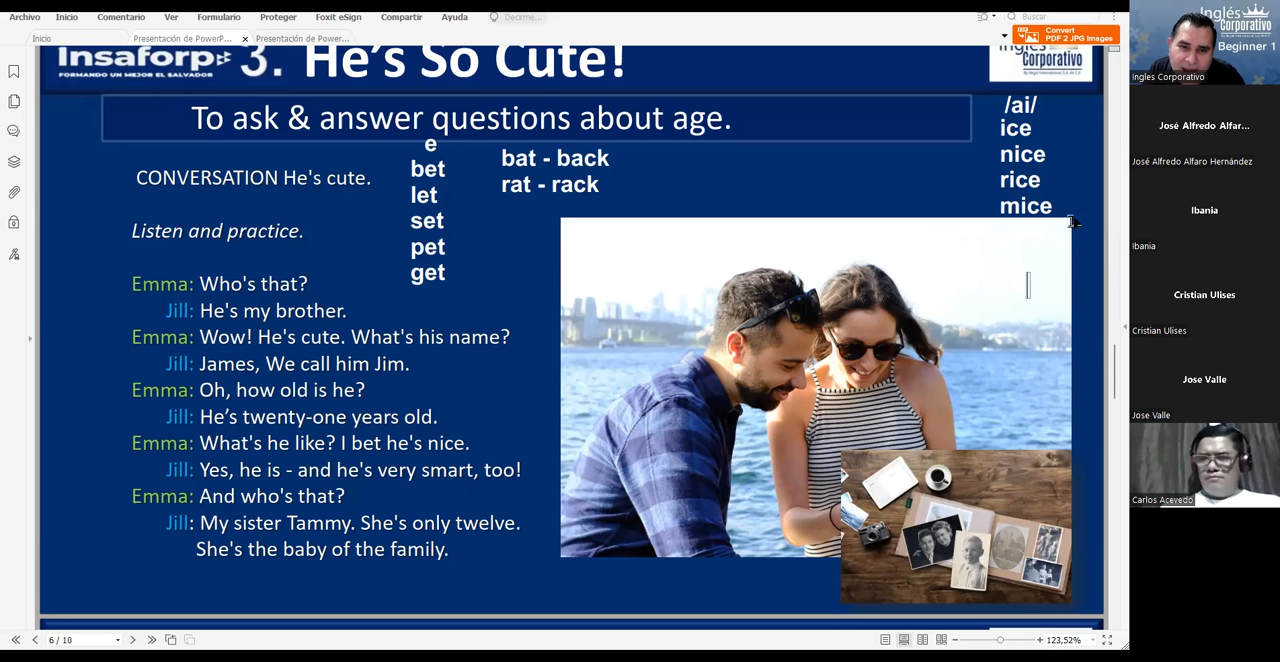 Archivo Inicio Comentario Ver Formulario Proteger Foxit eSign Compartir Ayuda Decirme... Buscar
Inicio Presentación de PowerP... Presentación de Power...
Convert
PDF 2 JPG Images
Insaforp
FORMANDO UN MEJOR EL SALVADOR
3. He's So Cute!
Inglés
Corporativo
By Regal International S.A. de C.V.
To ask & answer questions about age.
/ai/
ice
nice
rice
mice
e
bet
let
set
pet
get
bat - back
rat - rack
CONVERSATION He's cute.
Listen and practice.
Emma: Who's that?
Jill: He's my brother.
Emma: Wow! He's cute. What's his name?
Jill: James, We call him Jim.
Emma: Oh, how old is he?
Jill: He's twenty-one years old.
Emma: What's he like? I bet he's nice.
Jill: Yes, he is - and he's very smart, too!
Emma: And who's that?
Jill: My sister Tammy. She's only twelve.
She's the baby of the family.
6 / 10
123,52%
Inglés
Corporativo
Beginner 1
Ingles Corporativo
José Alfredo Alfar...
José Alfredo Alfaro Hernández
Ibania
Ibania
Cristian Ulises
Cristian Ulises
Jose Valle
Jose Valle
Carlos Acevedo